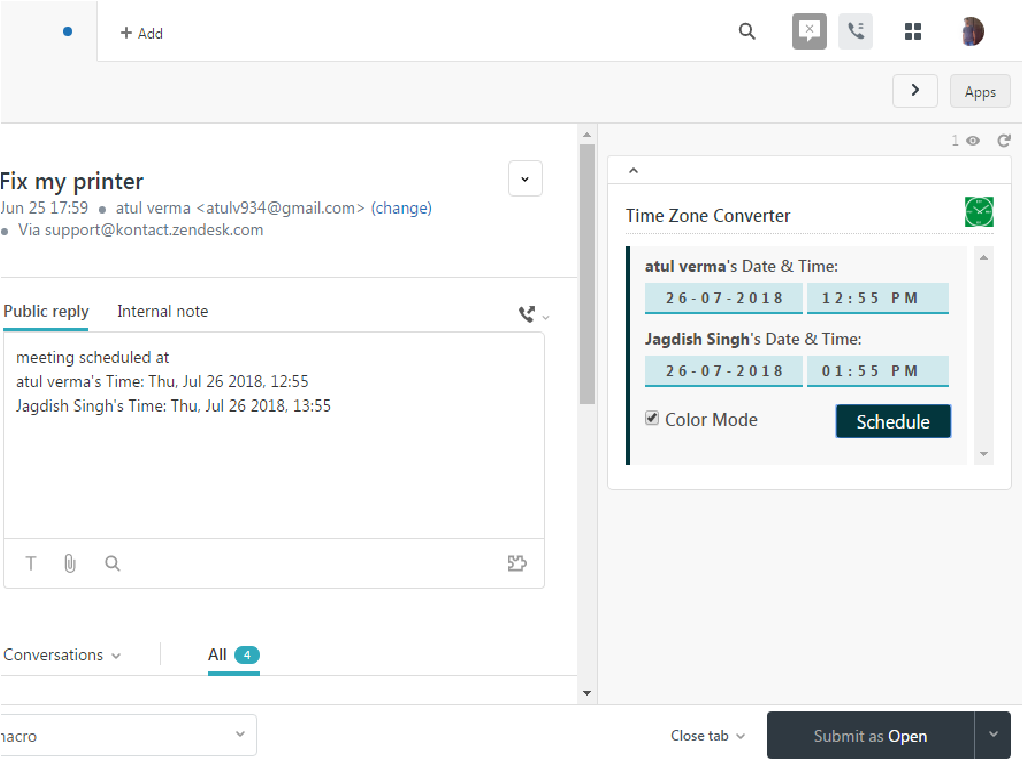 + Add
Apps
1
Fix my printer
Jun 25 17:59 ● atul verma <atulv934@gmail.com> (change)
● Via support@kontact.zendesk.com
Time Zone Converter
atul verma's Date & Time:
26-07-2018 12:55 PM
Jagdish Singh's Date & Time:
26-07-2018 01:55 PM
Color Mode
Schedule
Public reply Internal note
meeting scheduled at
atul verma's Time: Thu, Jul 26 2018, 12:55
Jagdish Singh's Time: Thu, Jul 26 2018, 13:55
T
Conversations
All 4
macro
Close tab
Submit as Open